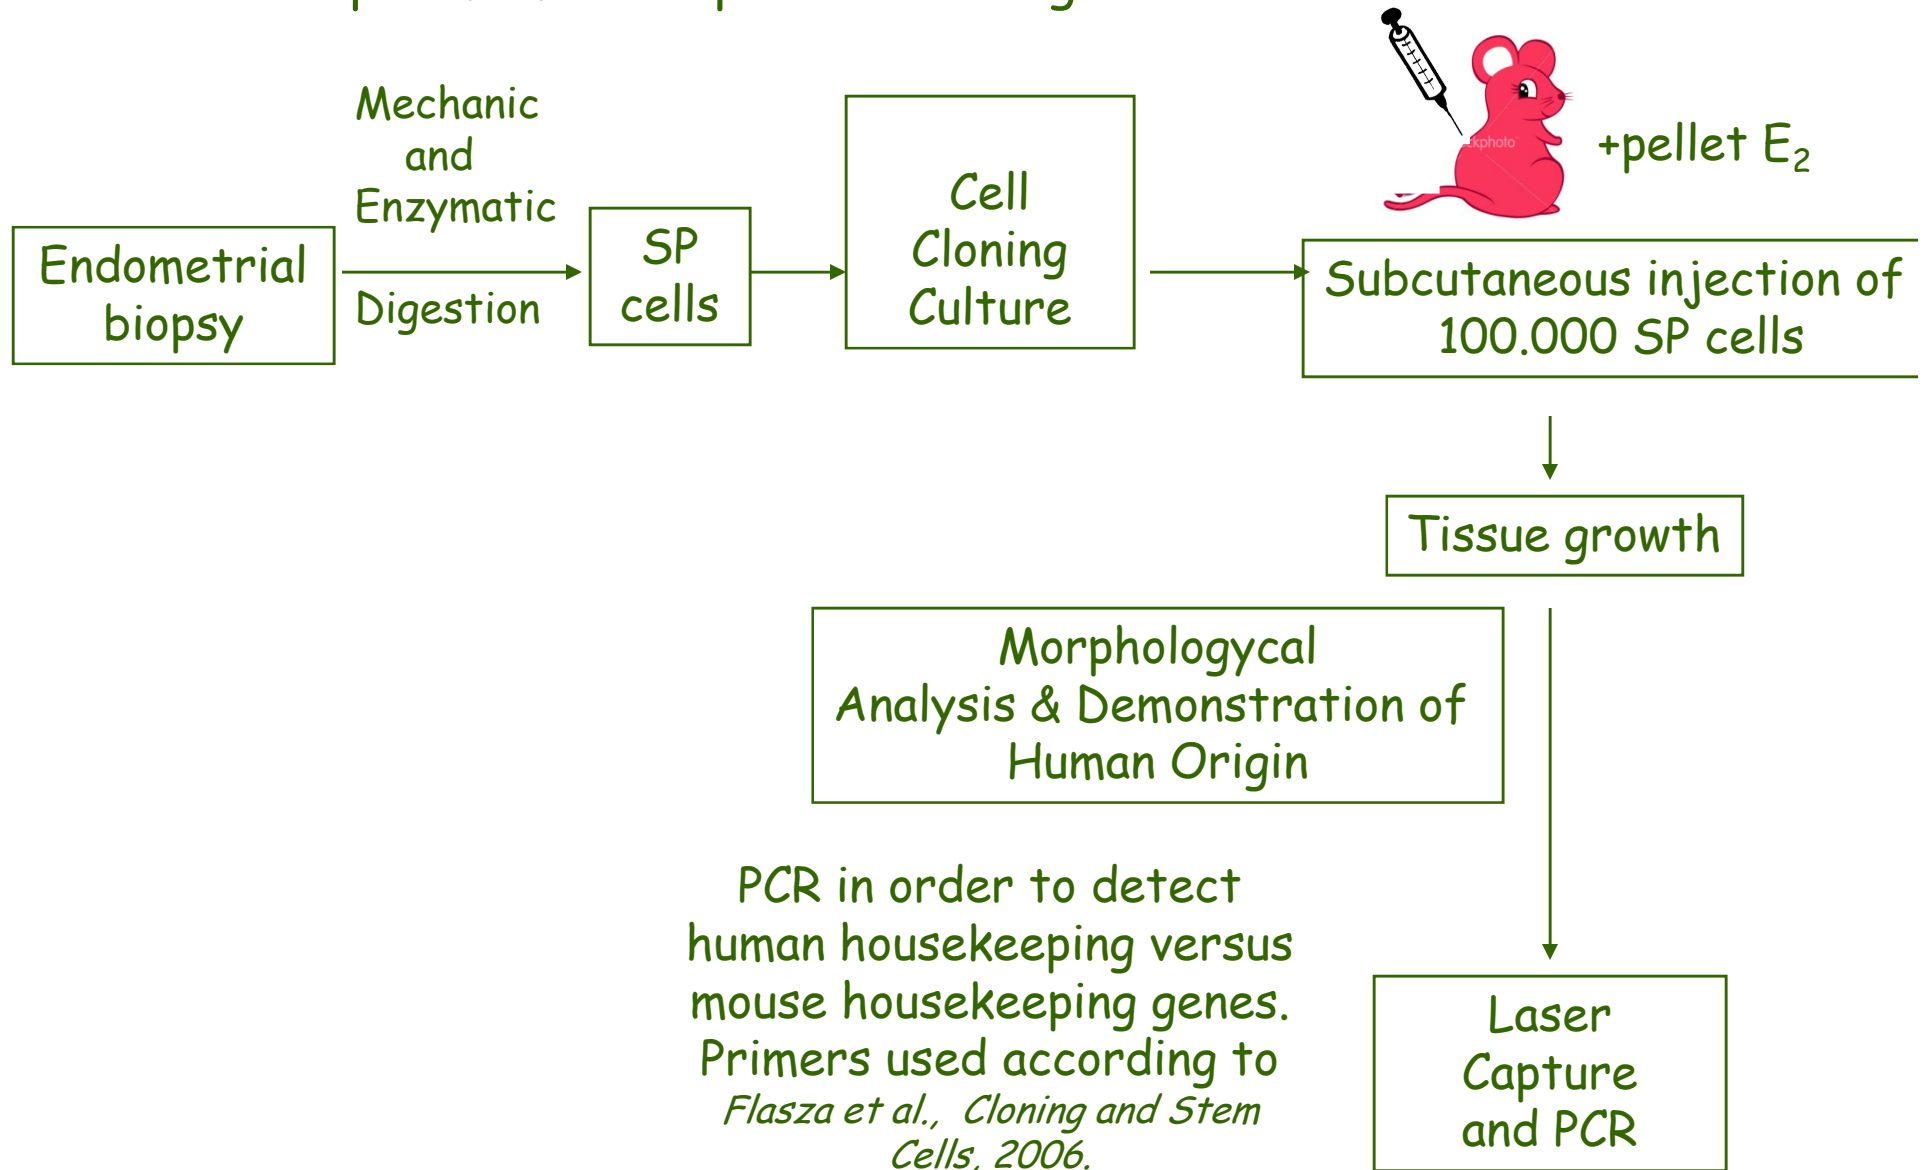 Mechanic
and
Enzymatic
Digestion
Endometrial
biopsy
SP
cells
Cell
Cloning
Culture
+pellet E₂
Subcutaneous injection of
100.000 SP cells
Tissue growth
Morphologycal
Analysis & Demonstration of
Human Origin
PCR in order to detect
human housekeeping versus
mouse housekeeping genes.
Primers used according to
Flasza et al., Cloning and Stem
Cells, 2006.
Laser
Capture
and PCR